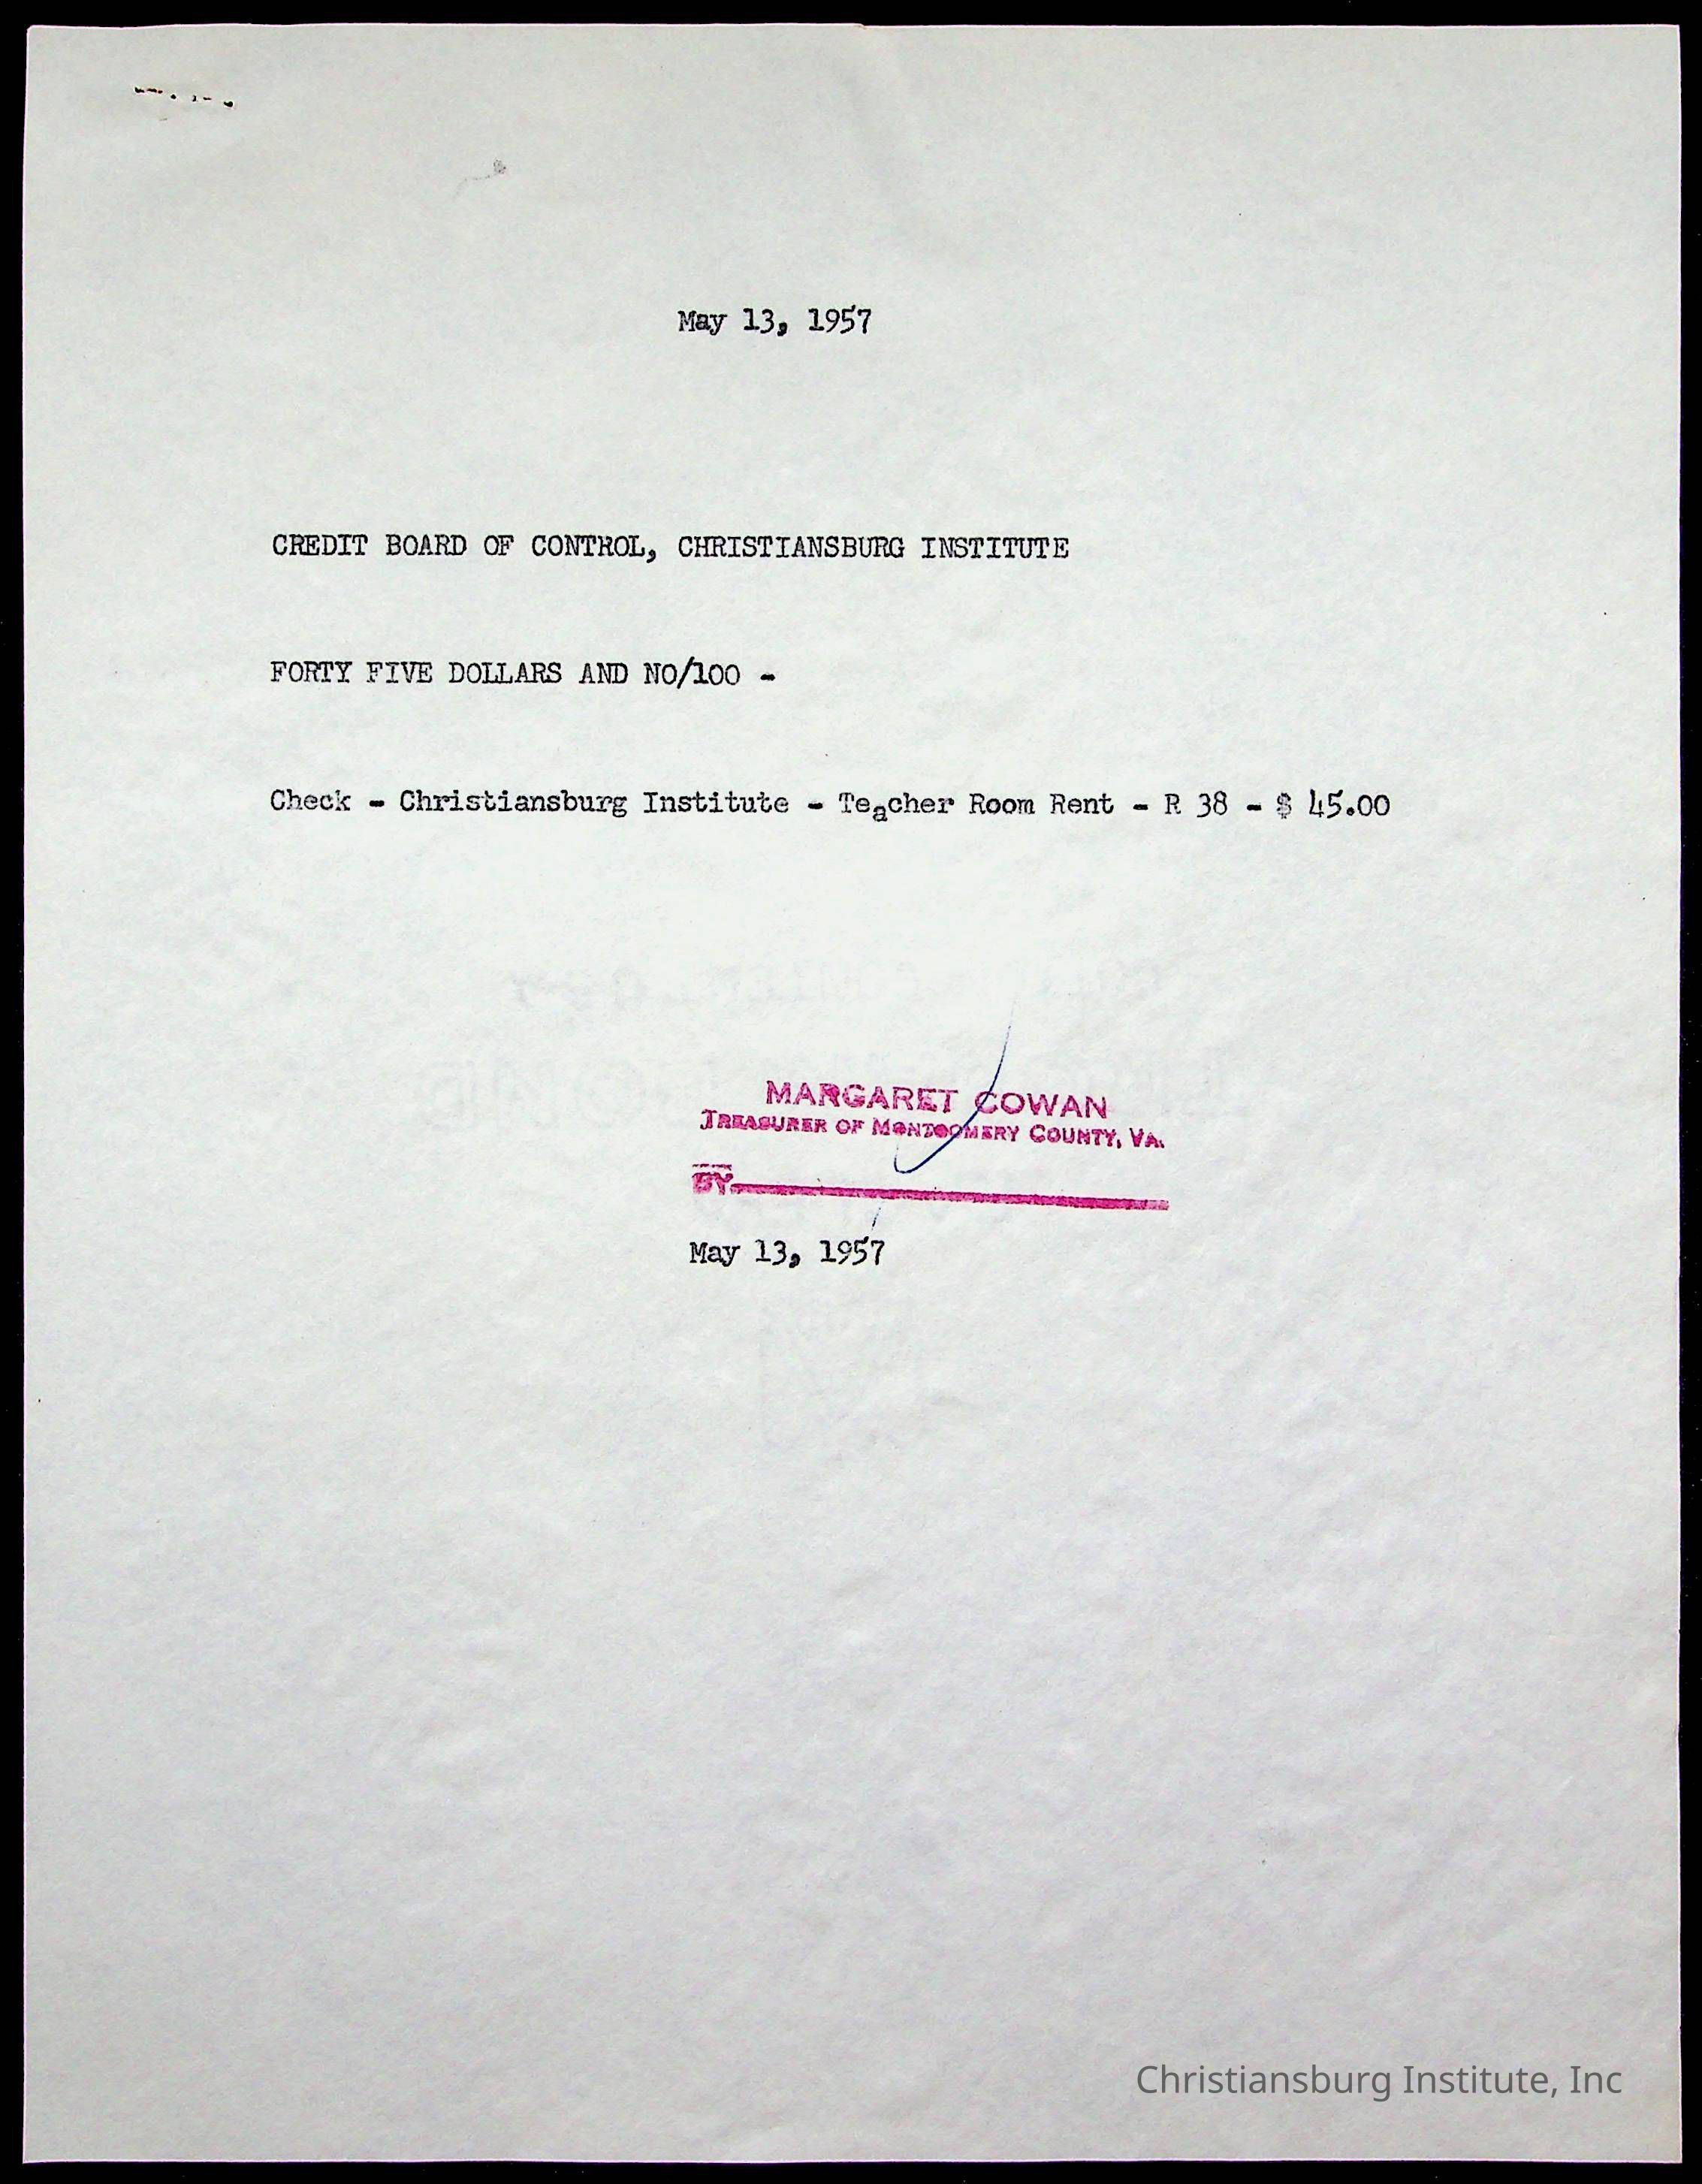 May 13, 1957
CREDIT BOARD OF CONTROL, CHRISTIANSBURG INSTITUTE
FORTY FIVE DOLLARS AND NO/100 -
Check - Christiansburg Institute - Teacher Room Rent - R 38 - $ 45.00
MARGARET COWAN
TREASURER OF MONTGOMERY COUNTY, VA.
BY
May 13, 1957
Christiansburg Institute, Inc